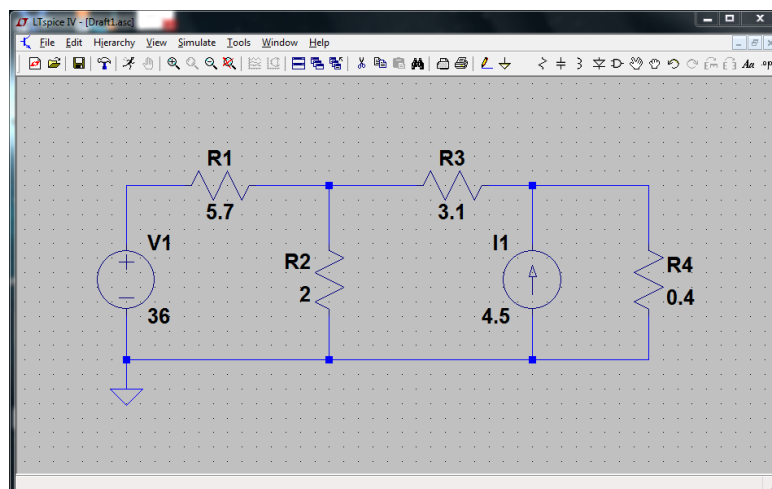 LTspice IV - [Draft1.asc]
File Edit Hierarchy View Simulate Tools Window Help
Aa .op
R1
5.7
R3
3.1
V1
36
R2
2
I1
4.5
R4
0.4